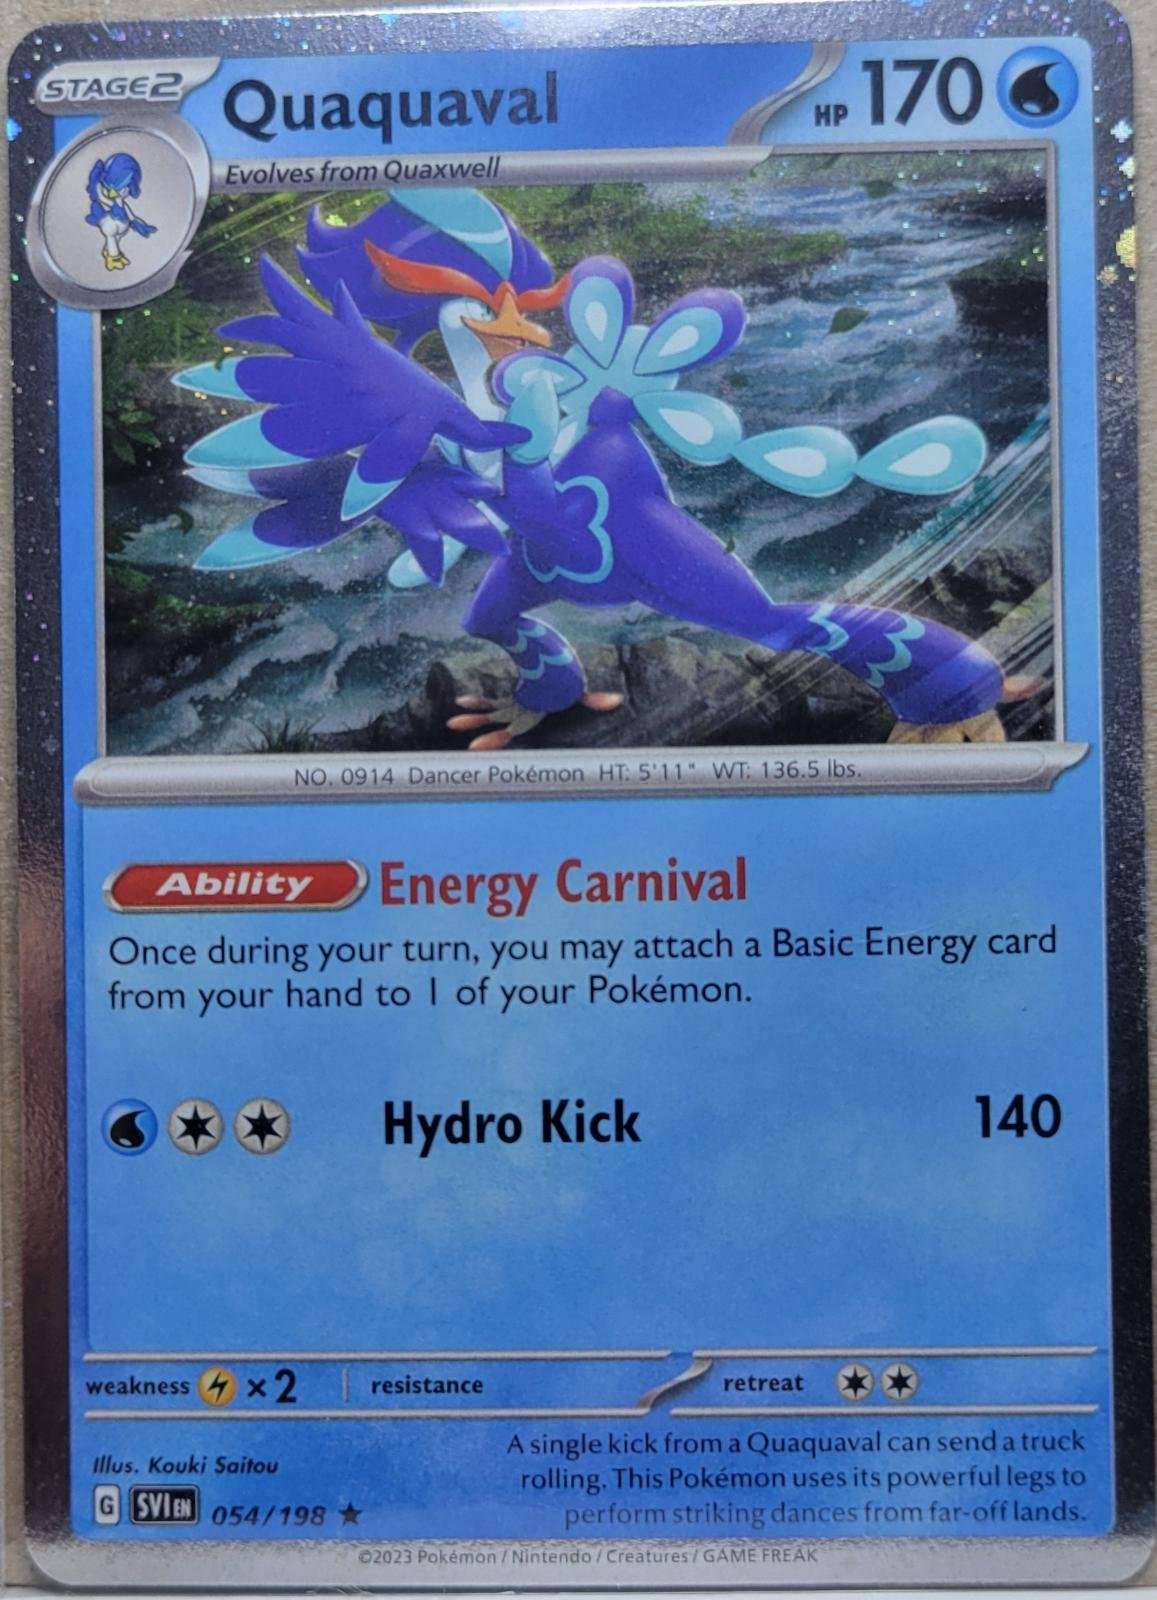 STAGE2
Quaquaval
HP 170
Evolves from Quaxwell
NO. 0914 Dancer Pokémon HT: 5'11" WT: 136.5 lbs.
Ability Energy Carnival
Once during your turn, you may attach a Basic Energy card
from your hand to 1 of your Pokémon.
Hydro Kick 140
weakness ×2 resistance retreat
Illus. Kouki Saitou
A single kick from a Quaquaval can send a truck
rolling. This Pokémon uses its powerful legs to
perform striking dances from far-off lands.
G SVI EN 054/198 ★
©2023 Pokémon / Nintendo / Creatures / GAME FREAK